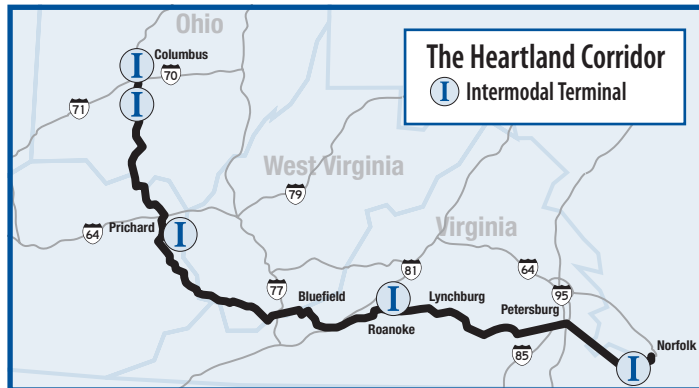 Ohio
The Heartland Corridor
I Intermodal Terminal
I
Columbus
70
I
71
West Virginia
79
Virginia
Prichard
I
64
81
64
77
95
Bluefield
I
Lynchburg
Petersburg
Roanoke
85
Norfolk
I